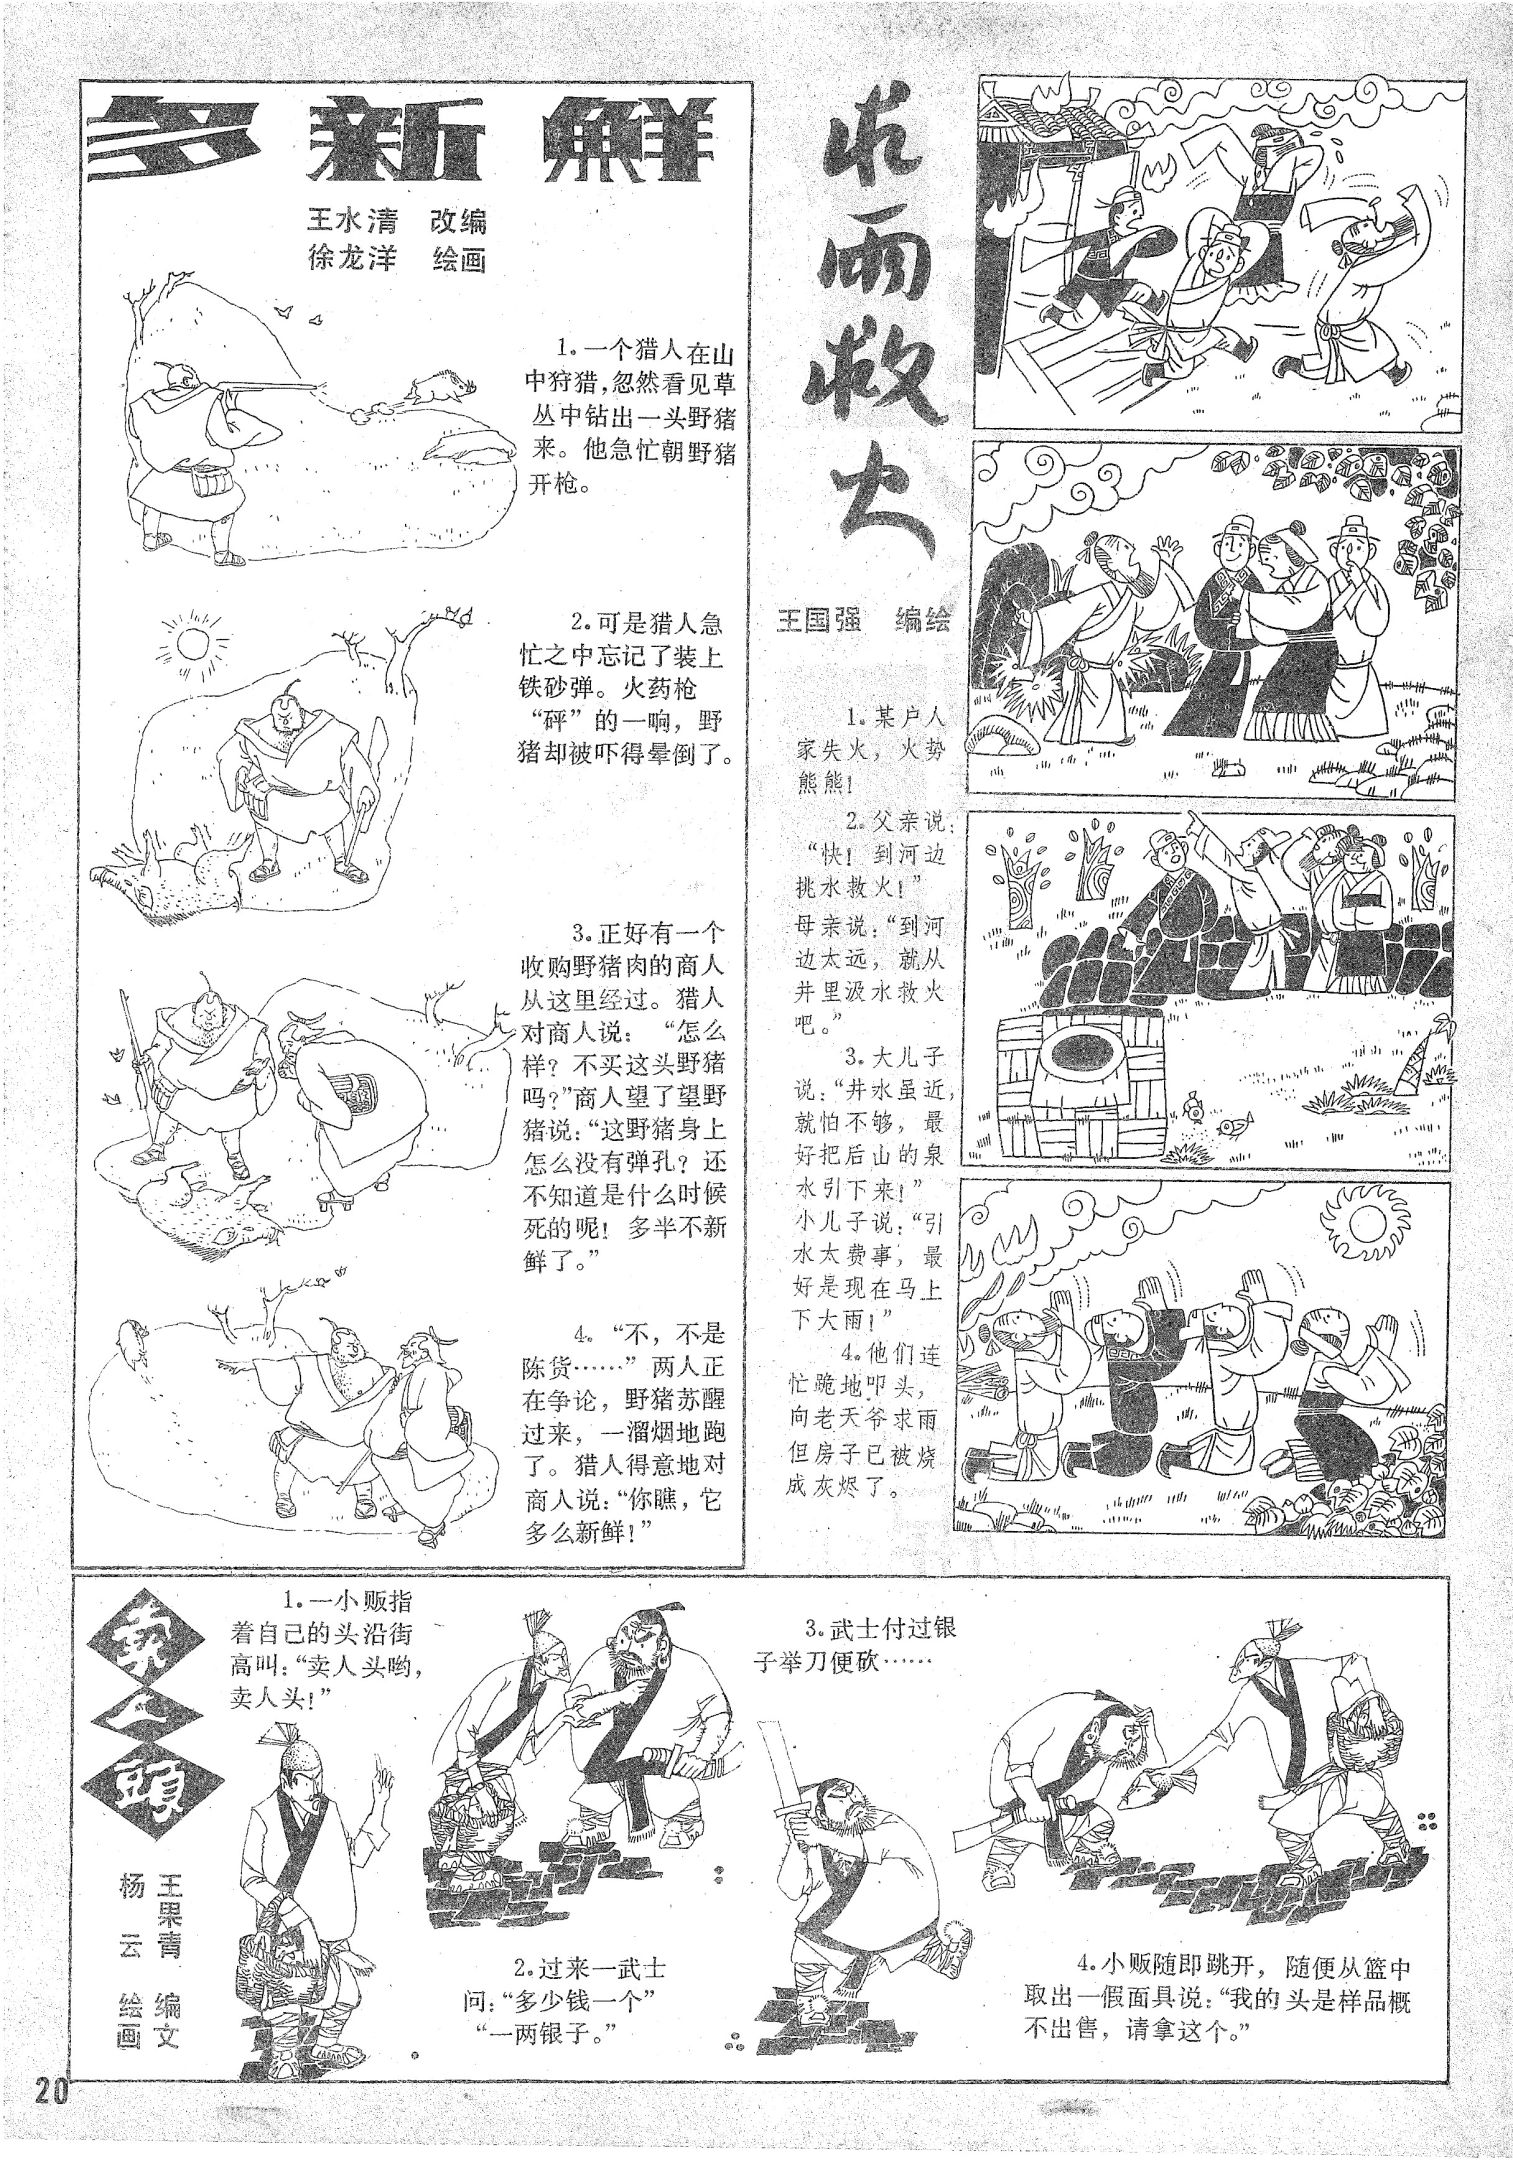 多新鲜
王水清 改编
徐龙洋 绘画
1。一个猎人在山
中狩猎，忽然看见草
丛中钻出一头野猪
来。他急忙朝野猪
开枪。
2。可是猎人急
忙之中忘记了装上
铁砂弹。火药枪
“砰”的一响，野
猪却被吓得晕倒了。
3。正好有一个
收购野猪肉的商人
从这里经过。猎人
对商人说：“怎么
样？不买这头野猪
吗？”商人望了望野
猪说：“这野猪身上
怎么没有弹孔？还
不知道是什么时候
死的呢！多半不新
鲜了。”
4。“不，不是
陈货……”两人正
在争论，野猪苏醒
过来，一溜烟地跑
了。猎人得意地对
商人说：“你瞧，它
多么新鲜！”
求雨救火
王国强 编绘
1。某户人
家失火，火势
熊熊！
2。父亲说：
“快！到河边
挑水救火！”
母亲说：“到河
边太远，就从
井里汲水救火
吧。”
3。大儿子
说：“井水虽近，
就怕不够，最
好把后山的泉
水引下来！”
小儿子说：“引
水太费事，最
好是现在马上
下大雨！”
4。他们连
忙跪地叩头，
向老天爷求雨
但房子已被烧
成灰烬了。
卖人頭
王果青 编文
杨云 绘画
1。一小贩指
着自己的头沿街
高叫：“卖人头哟，
卖人头！”
2。过来一武士
问：“多少钱一个”
“一两银子。”
3。武士付过银
子举刀便砍……
4。小贩随即跳开，随便从篮中
取出一假面具说：“我的头是样品概
不出售，请拿这个。”
20